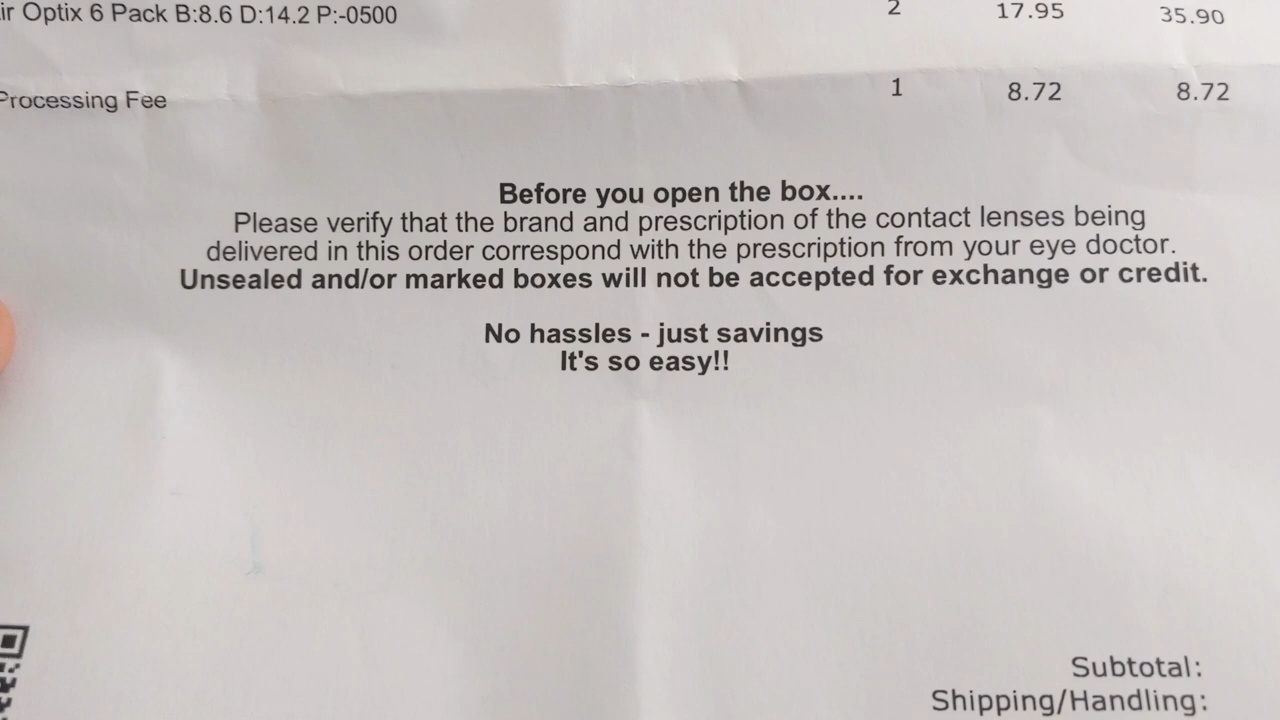 ir Optix 6 Pack B:8.6 D:14.2 P:-0500 2 17.95 35.90
Processing Fee 1 8.72 8.72
Before you open the box....
Please verify that the brand and prescription of the contact lenses being
delivered in this order correspond with the prescription from your eye doctor.
Unsealed and/or marked boxes will not be accepted for exchange or credit.
No hassles - just savings
It's so easy!!
Subtotal:
Shipping/Handling: